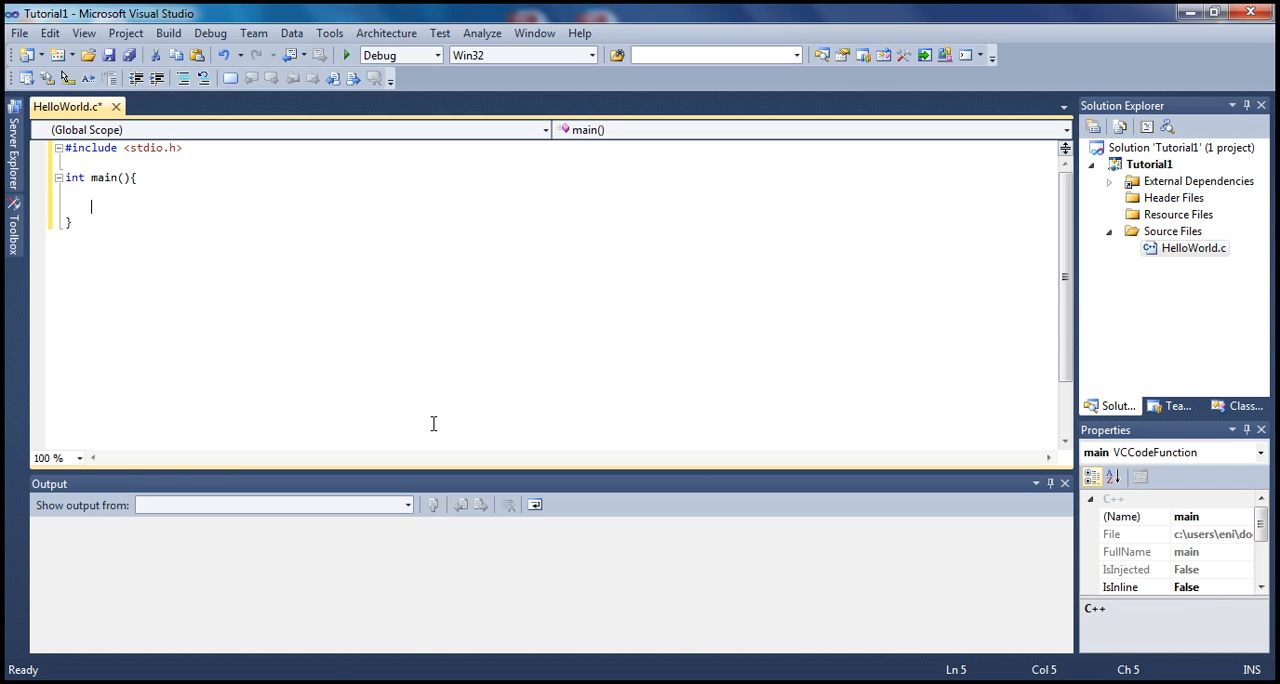 Tutorial1 - Microsoft Visual Studio
File Edit View Project Build Debug Team Data Tools Architecture Test Analyze Window Help
Debug Win32
HelloWorld.c*
(Global Scope) main()
#include <stdio.h>
int main(){
}
100 %
Server Explorer
Toolbox
Output
Show output from:
Solution Explorer
Solution 'Tutorial1' (1 project)
Tutorial1
External Dependencies
Header Files
Resource Files
Source Files
HelloWorld.c
Solut... Tea... Class...
Properties
main VCCodeFunction
C++
(Name) main
File c:\users\eni\do
FullName main
IsInjected False
IsInline False
C++
Ready Ln 5 Col 5 Ch 5 INS